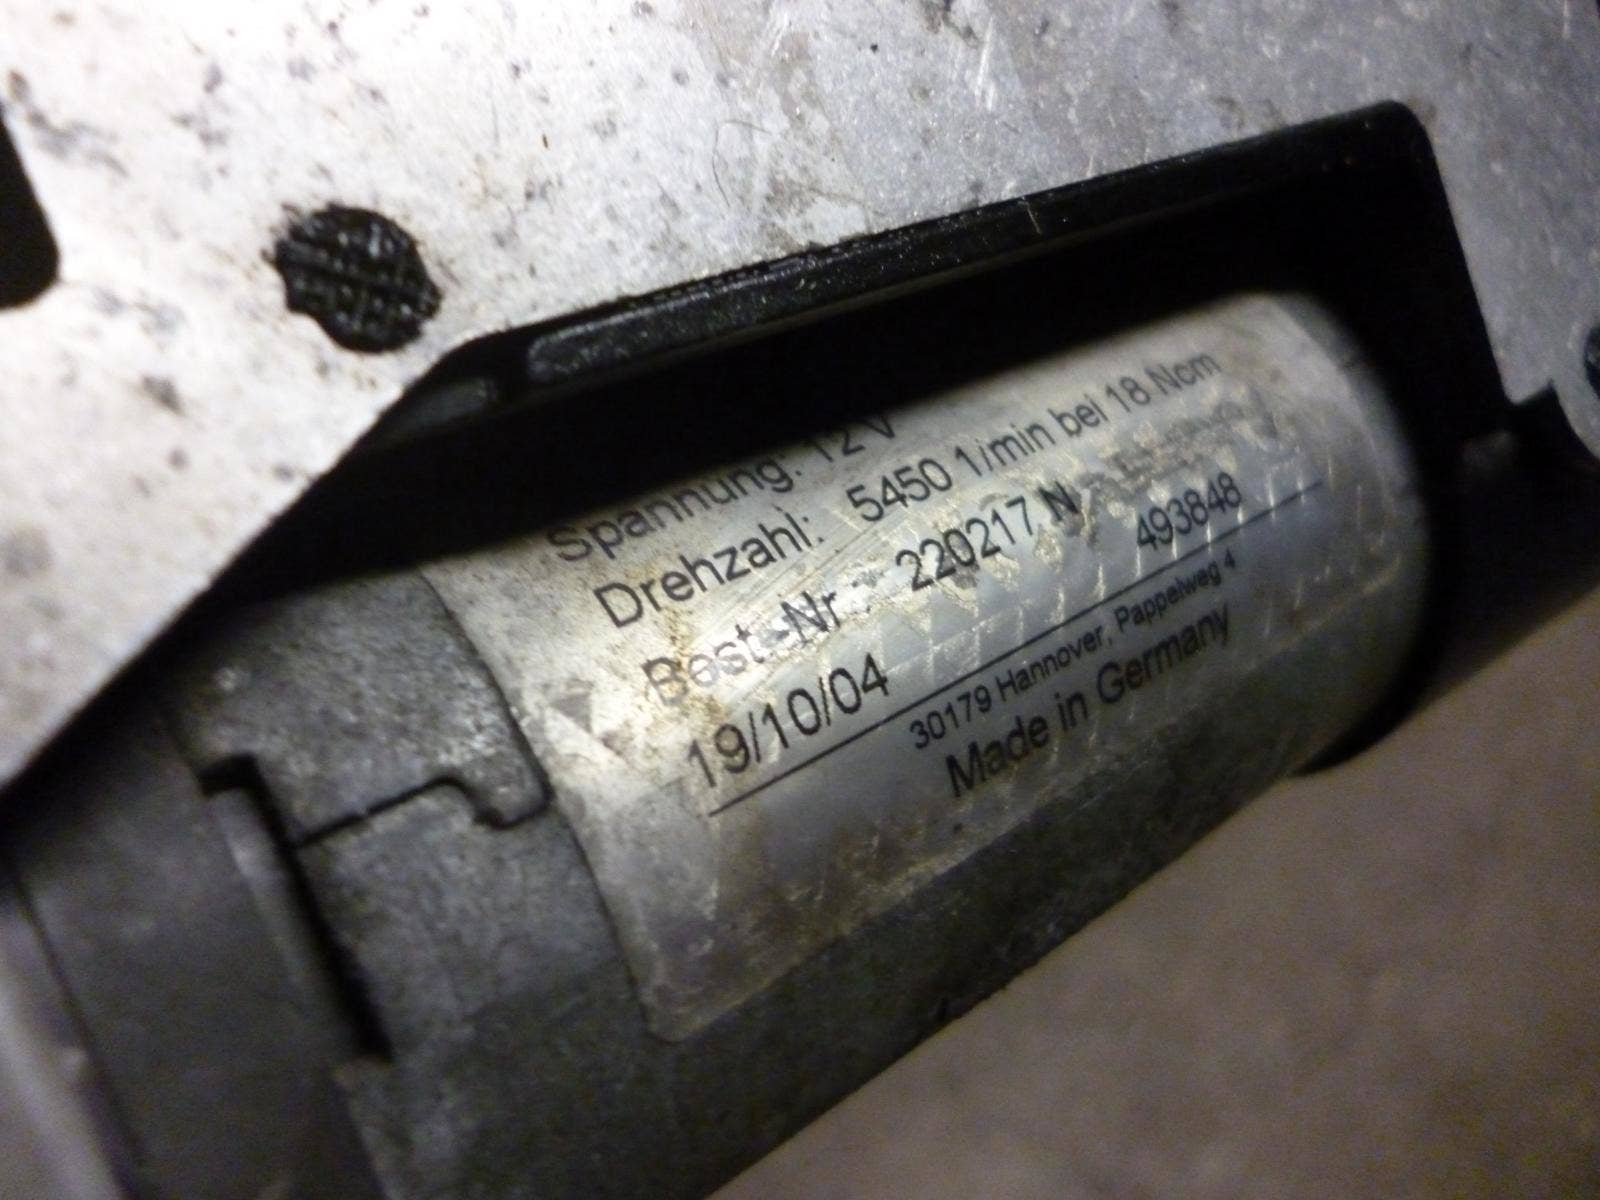 Spannung: 12 V
Drehzahl: 5450 1/min bei 18 Ncm
Best.-Nr.: 220217 N
19/10/04 493848
30179 Hannover, Pappelweg 4
Made in Germany